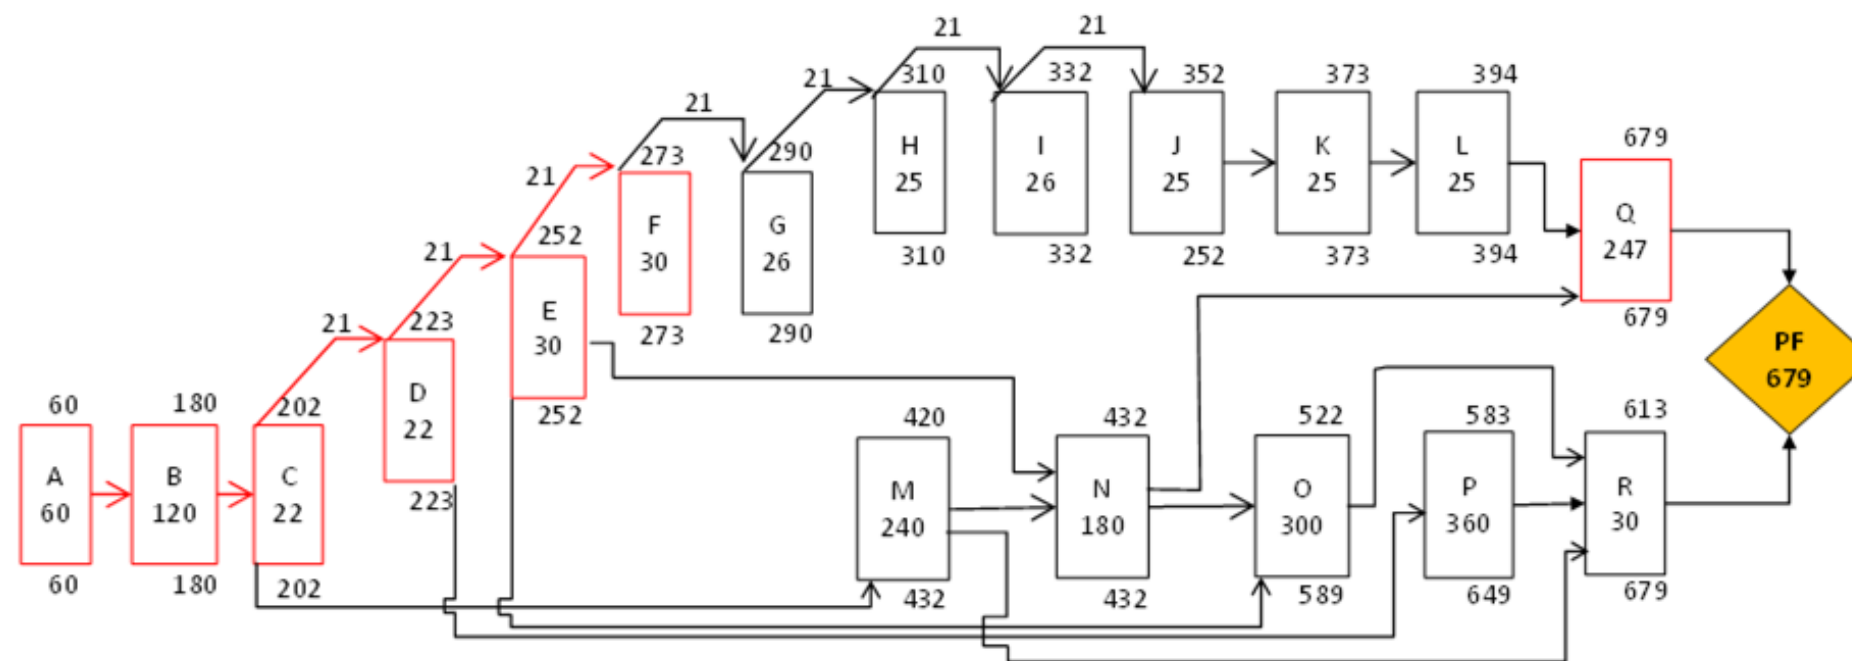 21 21
310 332 352 373 394
21
21
H I J K L
25 26 25 25 25
679
273 290
21
Q
247
F G
30 26
310 332 252 373 394
21 252
679
273 290
E
30
PF
679
21 223
D
22
252
60 180 202
420 432 522 583 613
223
A B C
60 120 22
M N O P R
240 180 300 360 30
60 180 202
432 432 589 649 679